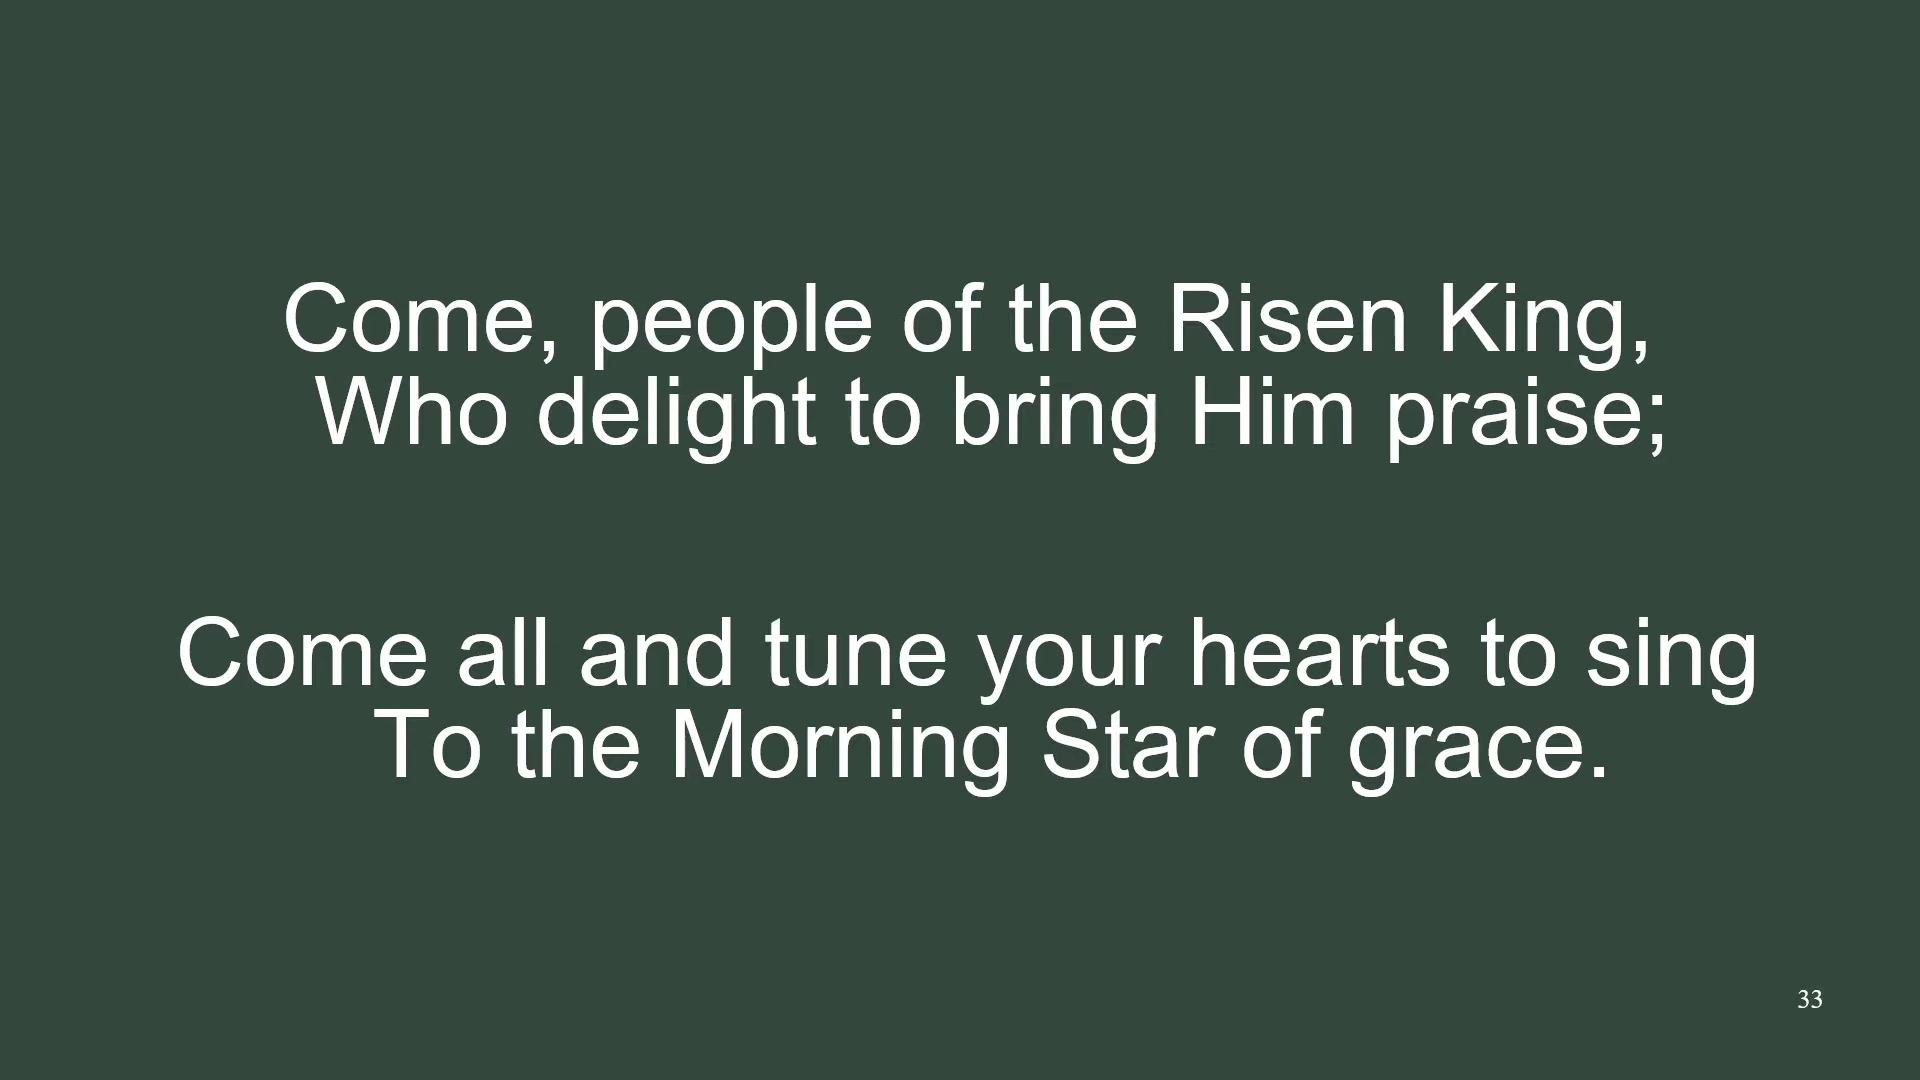 Come, people of the Risen King,
Who delight to bring Him praise;
Come all and tune your hearts to sing
To the Morning Star of grace.
33